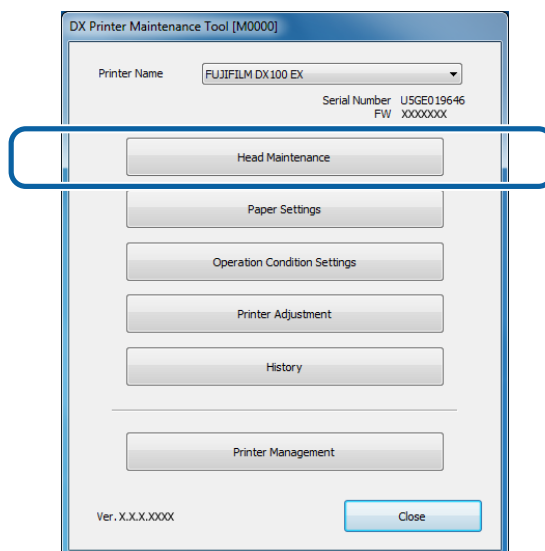 DX Printer Maintenance Tool [M0000]
Printer Name FUJIFILM DX100 EX
Serial Number U5GE019646
FW XXXXXXX
Head Maintenance
Paper Settings
Operation Condition Settings
Printer Adjustment
History
Printer Management
Ver. X.X.X.XXXX Close